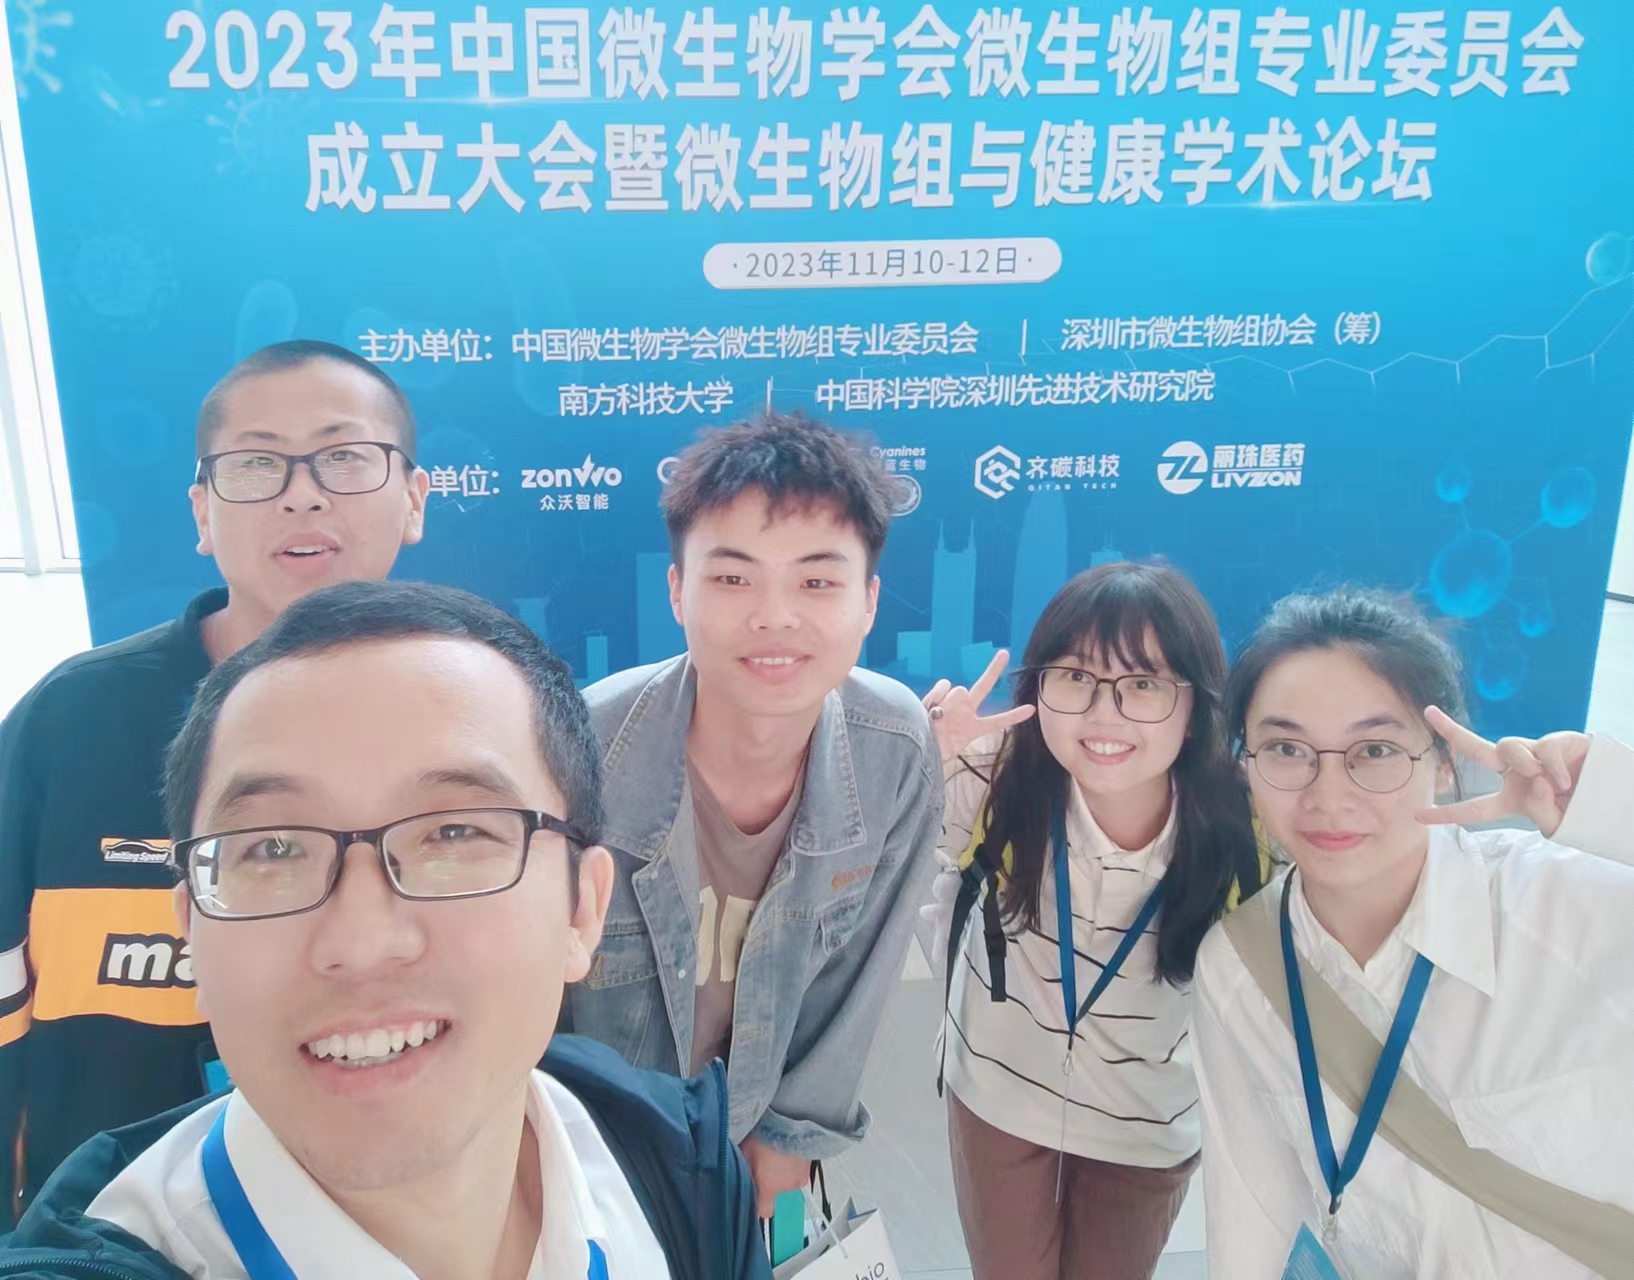 2023年中国微生物学会微生物组专业委员会
成立大会暨微生物组与健康学术论坛
·2023年11月10-12日·
主办单位：中国微生物学会微生物组专业委员会 | 深圳市微生物组协会（筹）
南方科技大学 | 中国科学院深圳先进技术研究院
单位：
zonwo
众沃智能
Cyanines
蓝生物
齐碳科技
QITAN TECH
丽珠医药
LIVZON
Limiting Speed
ma
bio